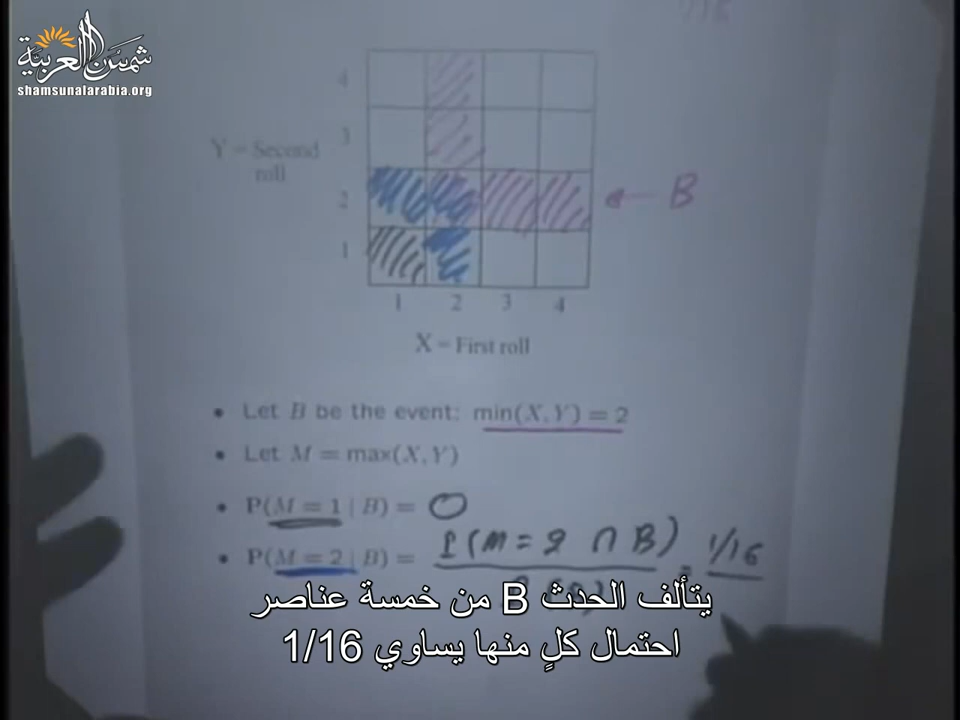 شمس العربية
shamsunalarabia.org
4
3
Y = Second
roll
2
B
1
1 2 3 4
X = First roll
• Let B be the event: min(X, Y) = 2
• Let M = max(X, Y)
• P(M = 1 | B) = 0
• P(M = 2 | B) = P(M = 2 ∩ B) = 1/16
يتألف الحدث B من خمسة عناصر
احتمال كلٍ منها يساوي 1/16